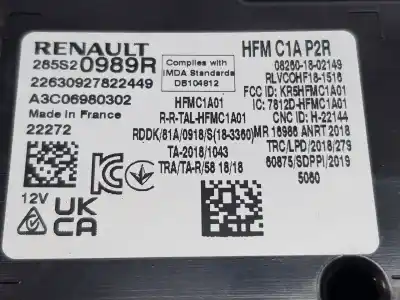 RENAULT
285S20989R
22630927822449
A3C06980302
Made in France
22272
12V
UK
CA
Complies with
IMDA Standards
DB104812
HFMC1A01
R-R-TAL-HFMC1A01
RDDK/81A/0918/S(18-3360)
TA-2018/1043
TRA/TA-R/58 18/18
HFM C1A P2R
08260-18-02149
RLVCOHF18-1516
FCC ID: KR5HFMC1A01
IC: 7812D-HFMC1A01
CNC ID: H-22144
MR 16986 ANRT 2018
TRC/LPD/2018/279
60875/SDPPI/2019
5060